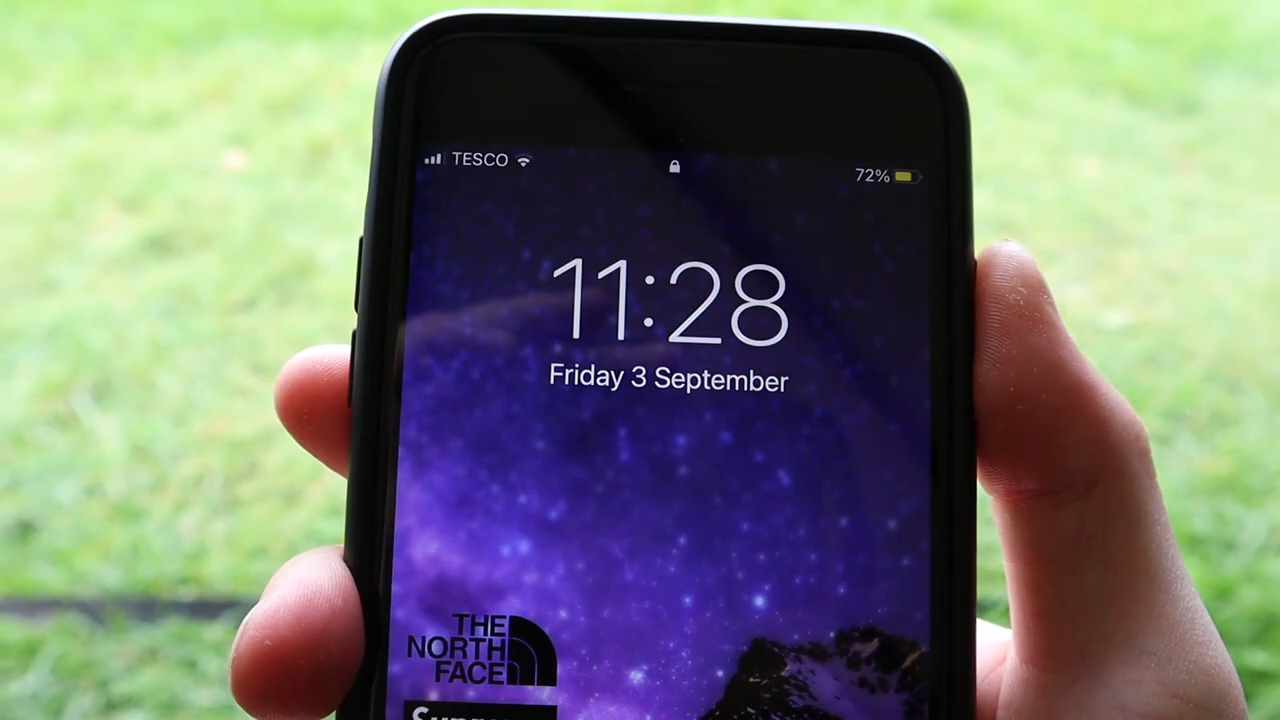 TESCO
72%
11:28
Friday 3 September
THE
NORTH
FACE